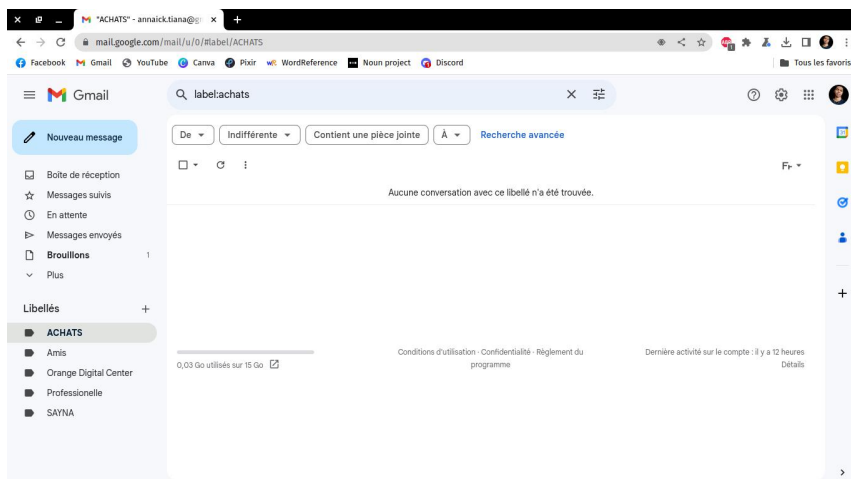 "ACHATS" - annaick.tiana@g
mail.google.com/mail/u/0/#label/ACHATS
Facebook Gmail YouTube Canva Pixir WordReference Noun project Discord Tous les favoris
Gmail
label:achats
Nouveau message
De Indifférente Contient une pièce jointe À Recherche avancée
Boîte de réception
Messages suivis
En attente
Messages envoyés
Brouillons 1
Plus
Aucune conversation avec ce libellé n'a été trouvée.
Libellés
ACHATS
Amis
Orange Digital Center
Professionelle
SAYNA
0,03 Go utilisés sur 15 Go
Conditions d'utilisation · Confidentialité · Règlement du
programme
Dernière activité sur le compte : il y a 12 heures
Détails